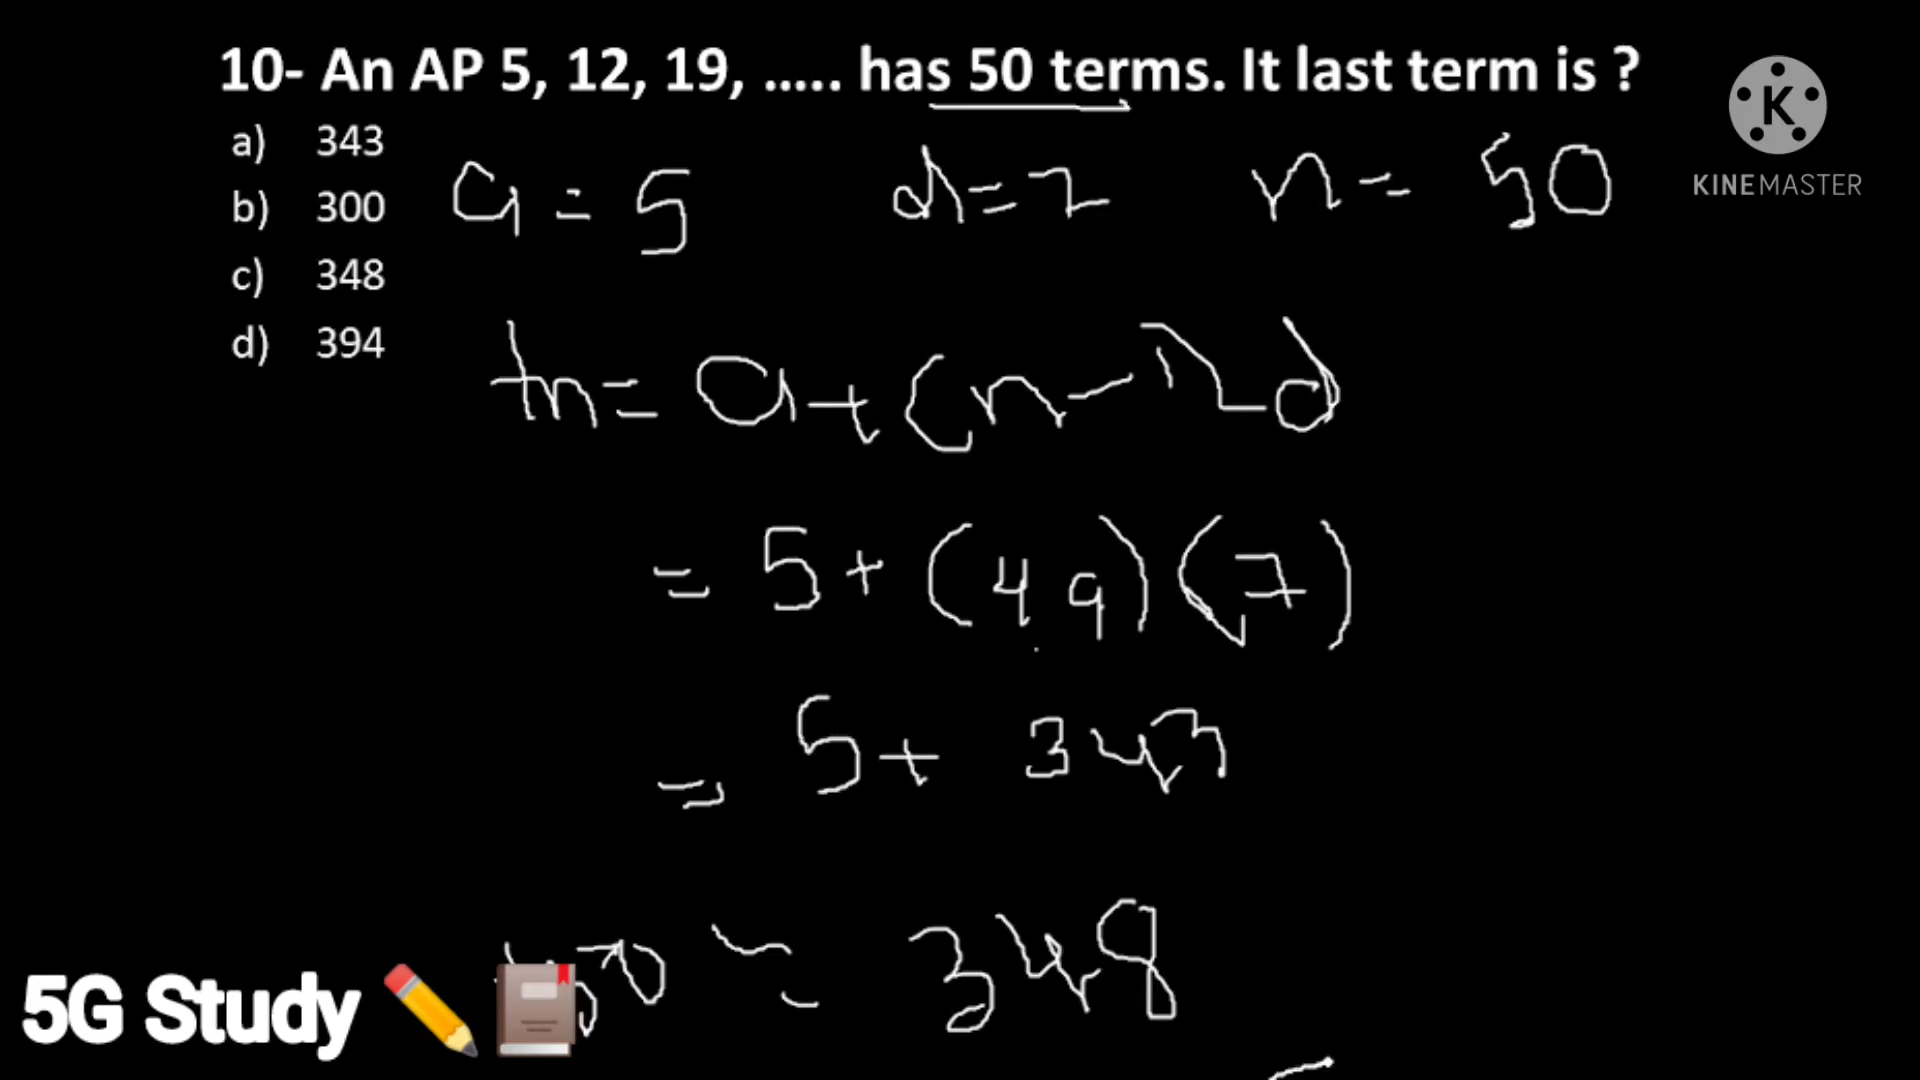 10- An AP 5, 12, 19, ..... has 50 terms. It last term is ?
a) 343
b) 300
c) 348
d) 394
a = 5 d = 7 n = 50
tn = a + (n - 1) d
= 5 + (49) (7)
= 5 + 343
t50 = 348
5G Study
K
KINEMASTER